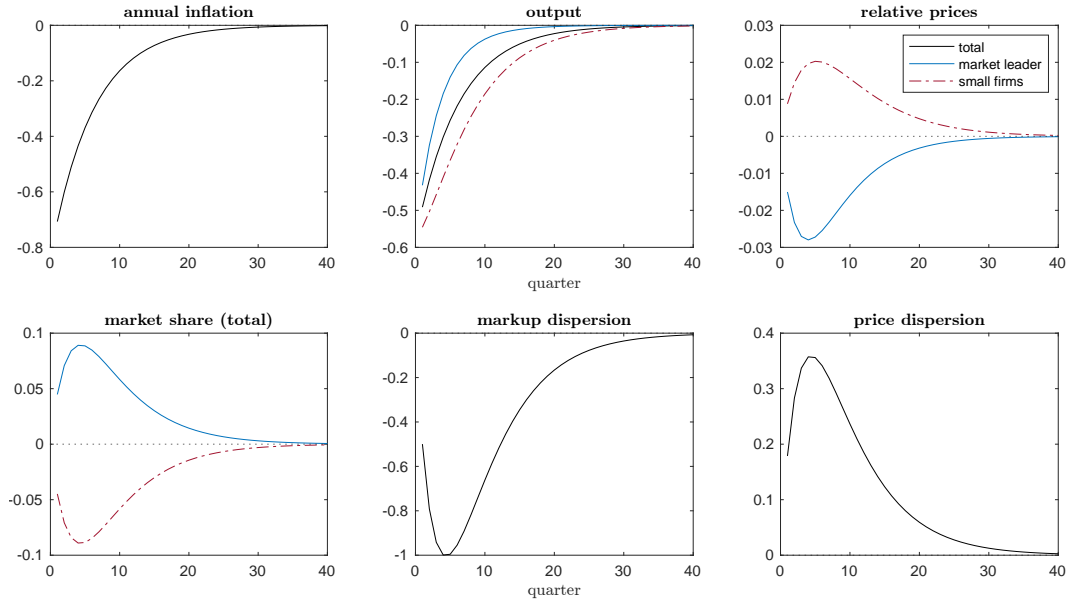 annual inflation
0
-0.2
-0.4
-0.6
-0.8
0 10 20 30 40
output
0
-0.1
-0.2
-0.3
-0.4
-0.5
-0.6
0 10 20 30 40
quarter
relative prices
0.03
0.02
0.01
0
-0.01
-0.02
-0.03
0 10 20 30 40
total
market leader
small firms
market share (total)
0.1
0.05
0
-0.05
-0.1
0 10 20 30 40
markup dispersion
0
-0.2
-0.4
-0.6
-0.8
-1
0 10 20 30 40
quarter
price dispersion
0.4
0.3
0.2
0.1
0
0 10 20 30 40